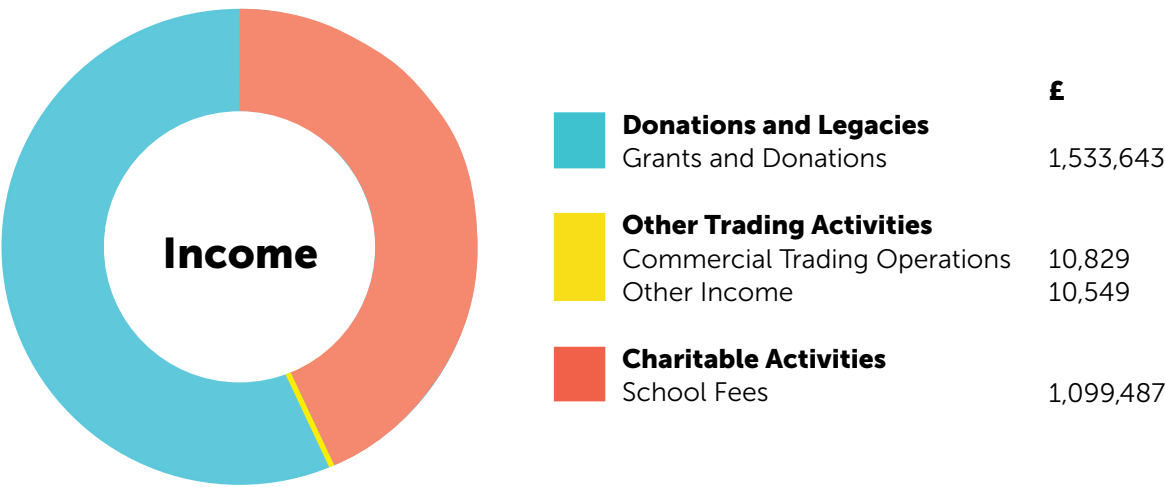 Income
£
Donations and Legacies
Grants and Donations 1,533,643
Other Trading Activities
Commercial Trading Operations 10,829
Other Income 10,549
Charitable Activities
School Fees 1,099,487